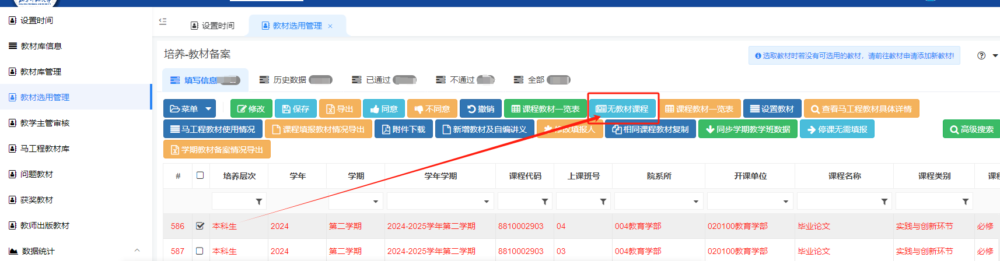 设置时间
教材库信息
教材库管理
教材选用管理
教学主管审核
马工程教材库
问题教材
获奖教材
教师出版教材
数据统计
设置时间 教材选用管理 ×
培养-教材备案
选取教材时若没有可选用的教材，请前往教材申请添加新教材!
填写信息 历史数据 已通过 不通过 全部
菜单 修改 保存 导出 同意 不同意 撤销 课程教材一览表 无教材课程 课程教材一览表 设置教材 查看马工程教材具体详情
马工程教材使用情况 课程填报教材情况导出 附件下载 新增教材及自编讲义 修改填报人 相同课程教材复制 同步学期教学班数据 停课无需填报 高级搜索
学期教材备案情况导出
# 培养层次 学年 学期 学年学期 课程代码 上课班号 院系所 开课单位 课程名称 课程类别 课程
586 本科生 2024 第二学期 2024-2025学年第二学期 8810002903 04 004教育学部 020100教育学部 毕业论文 实践与创新环节 必修
587 本科生 2024 第二学期 2024-2025学年第二学期 8810002903 03 004教育学部 020100教育学部 毕业论文 实践与创新环节 必修